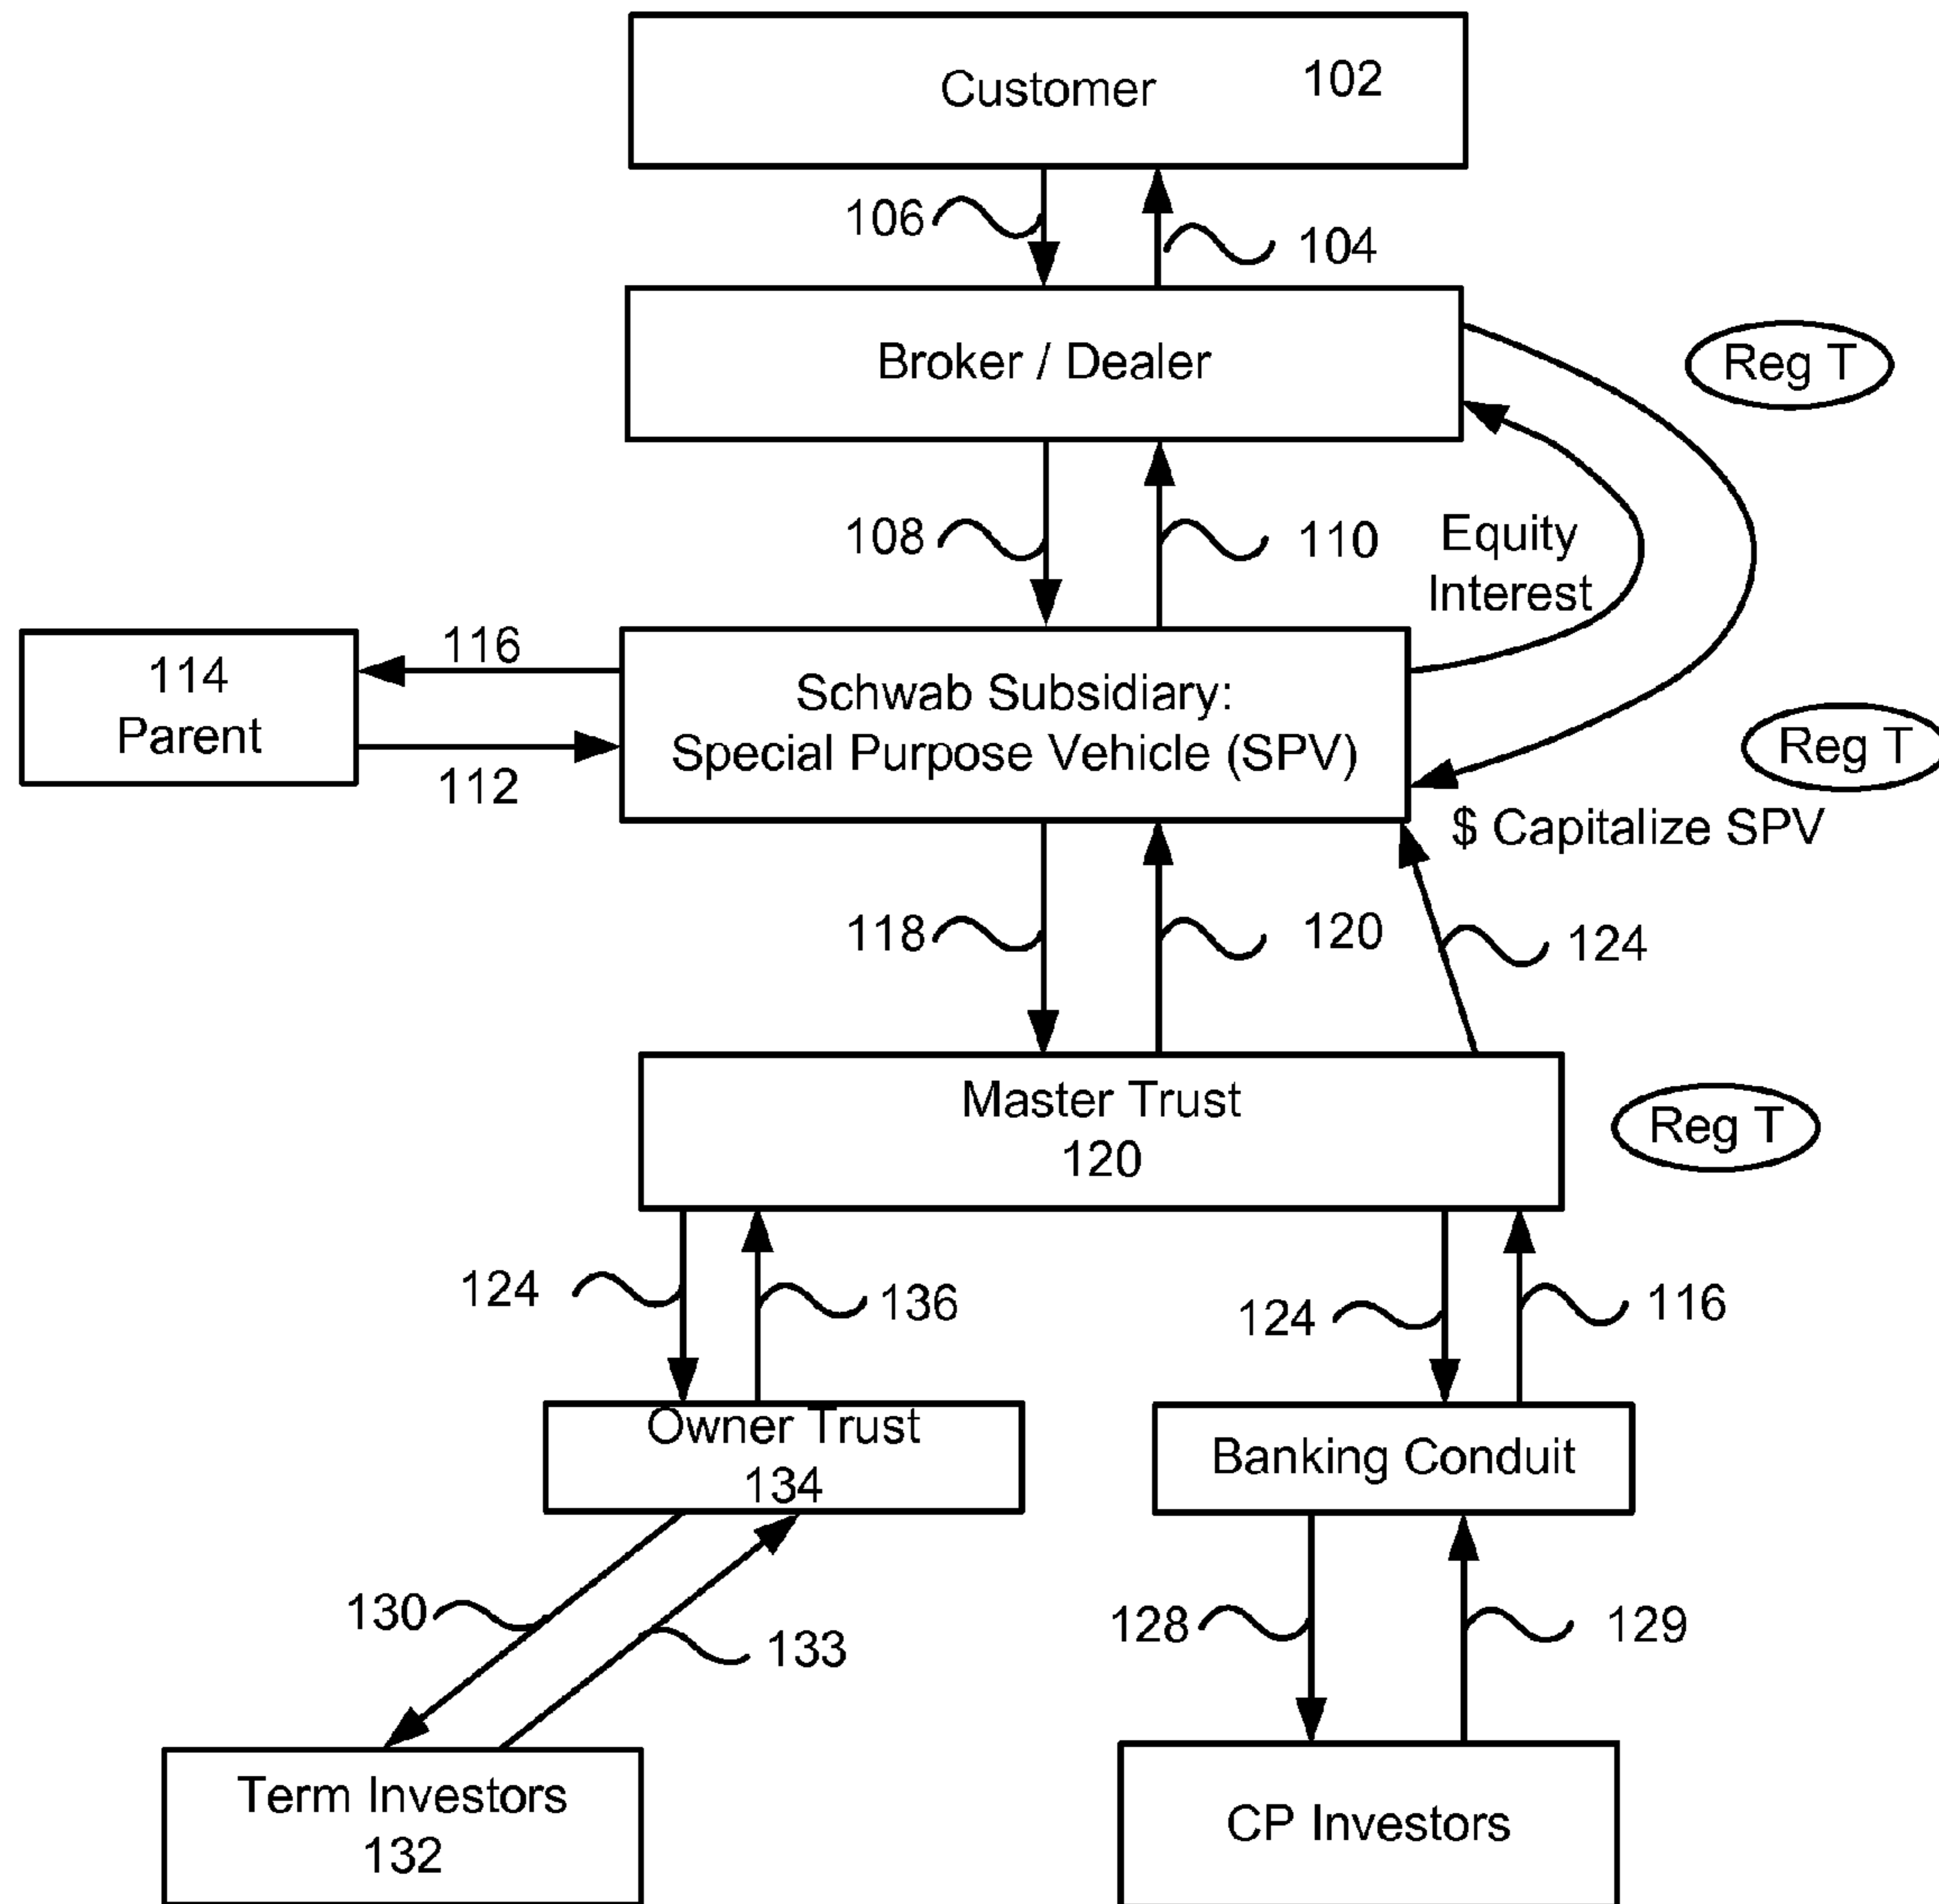 Customer 102
106
104
Broker / Dealer
Reg T
108
110
Equity
Interest
114
Parent
116
112
Schwab Subsidiary:
Special Purpose Vehicle (SPV)
Reg T
$ Capitalize SPV
118
120
124
Master Trust
120
Reg T
124
136
124
116
Owner Trust
134
Banking Conduit
130
133
128
129
Term Investors
132
CP Investors